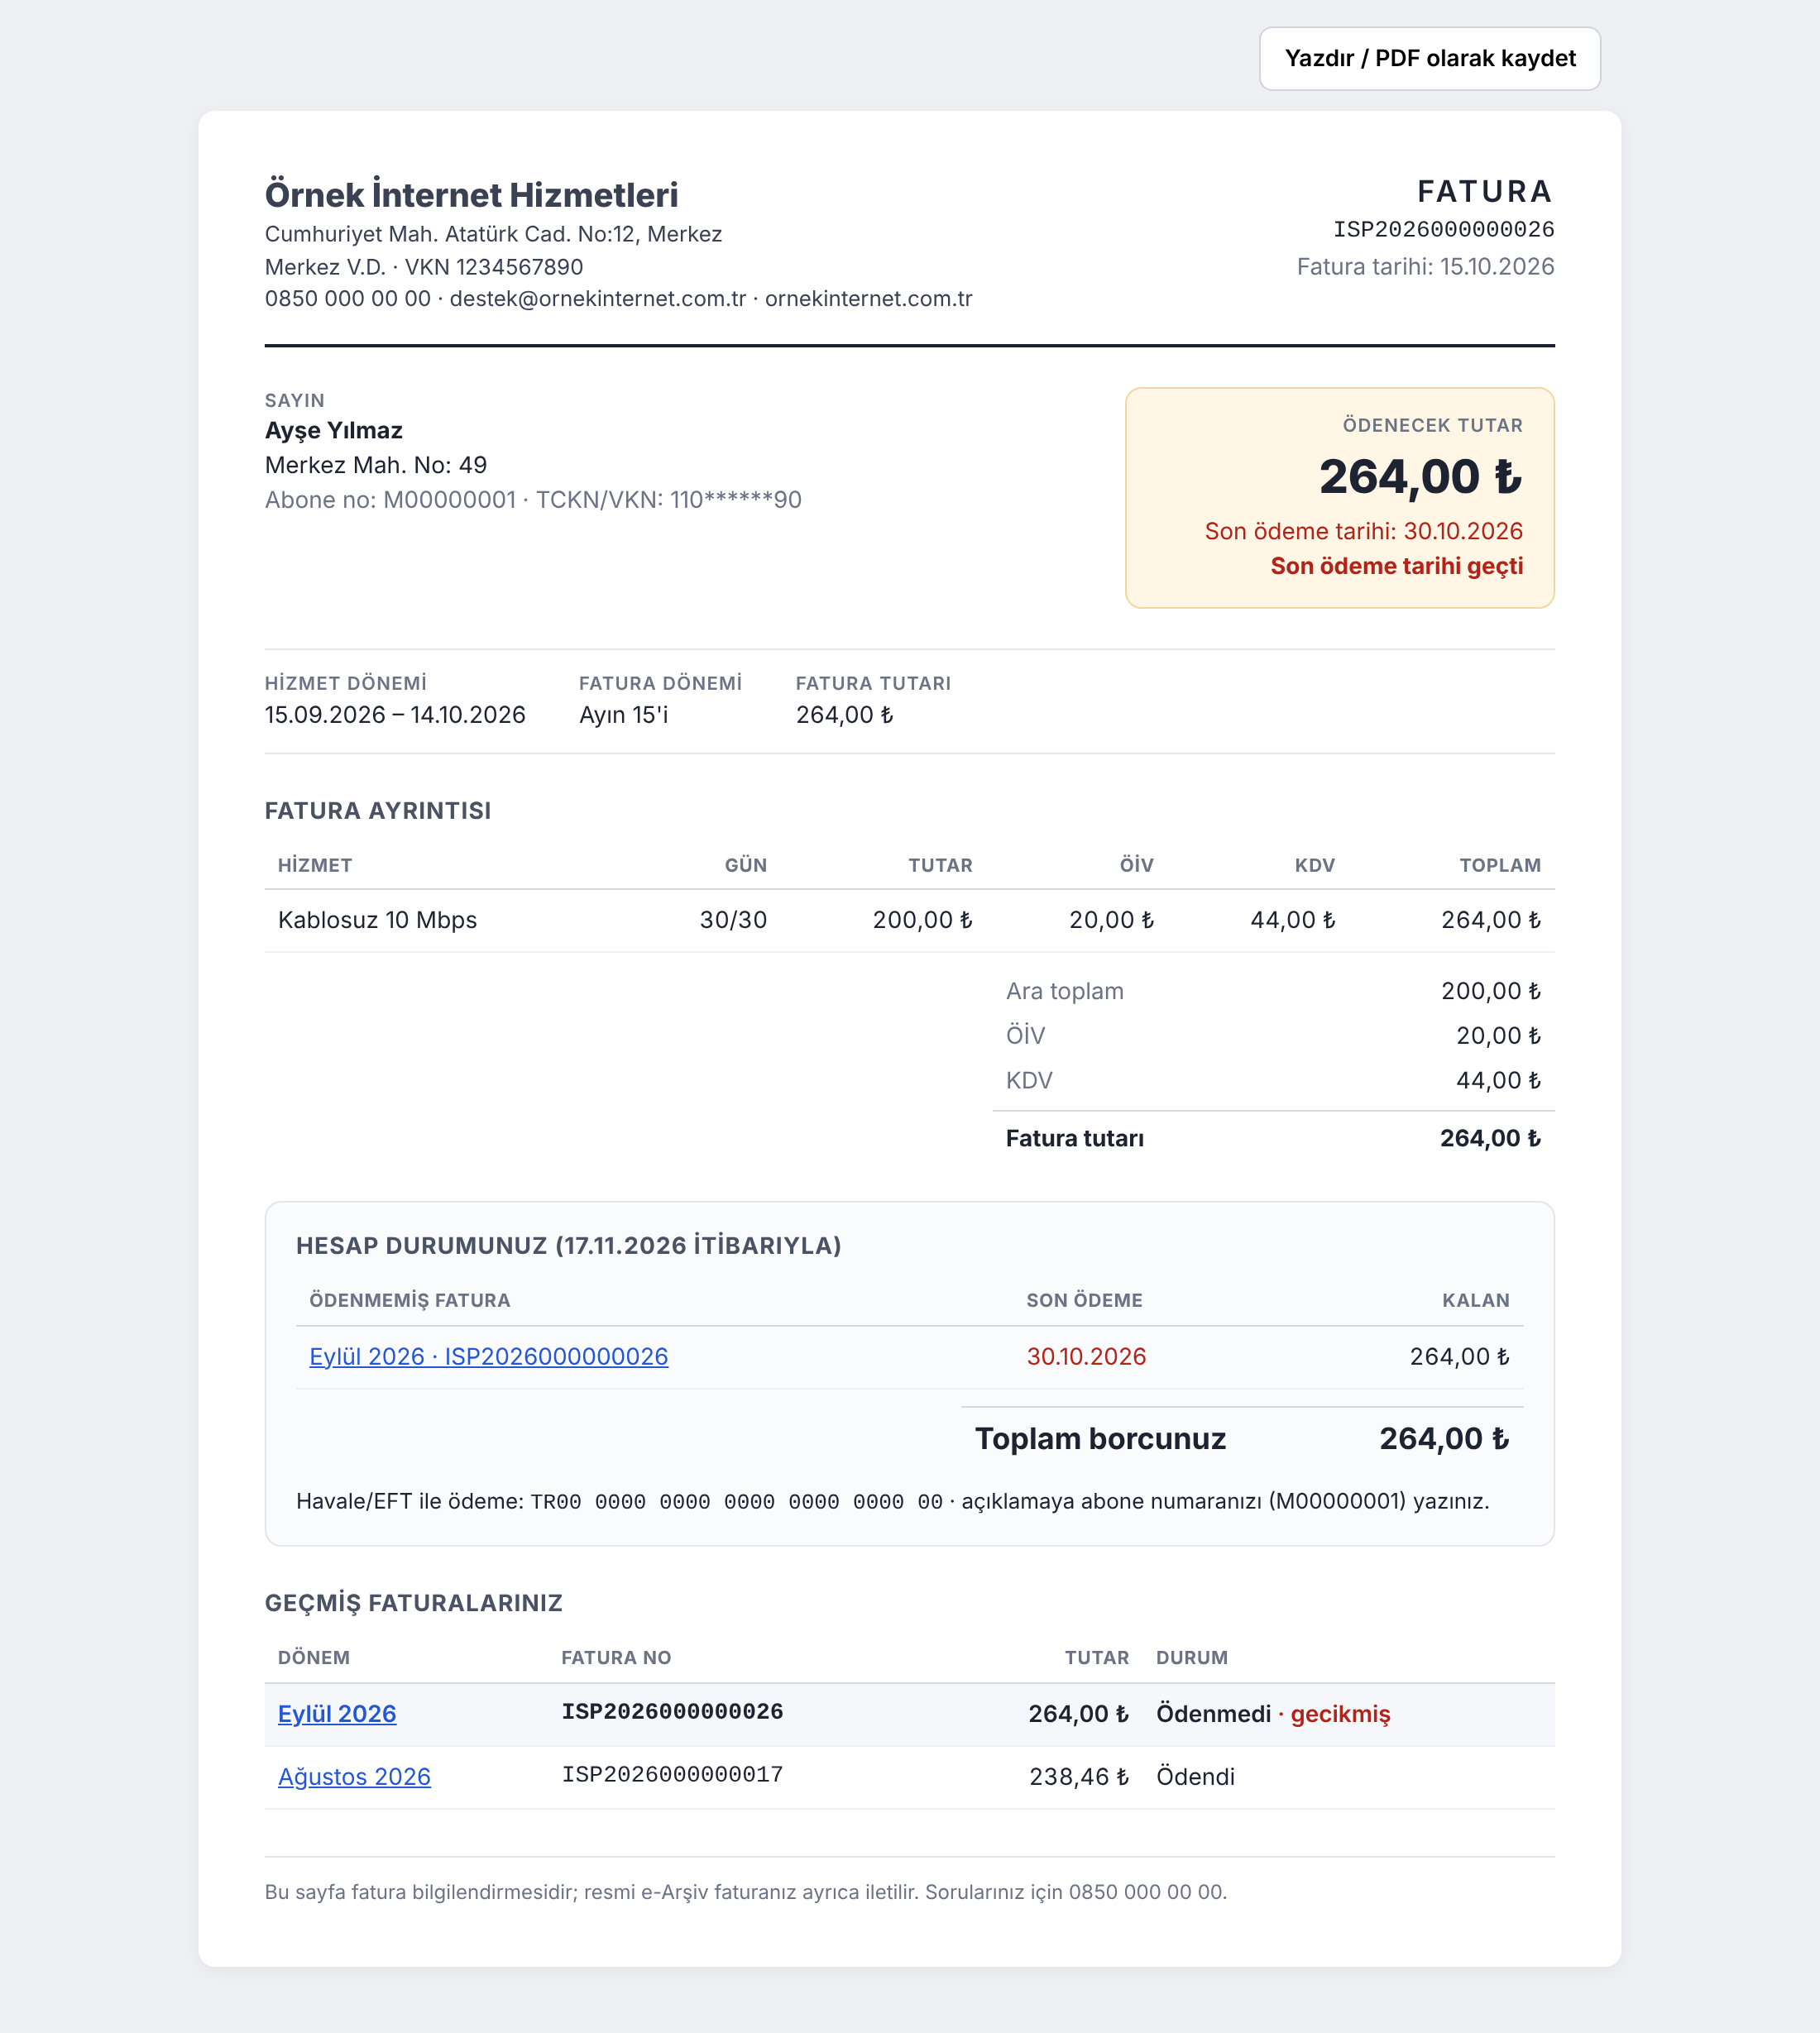 Yazdır / PDF olarak kaydet
Örnek İnternet Hizmetleri
Cumhuriyet Mah. Atatürk Cad. No:12, Merkez
Merkez V.D. · VKN 1234567890
0850 000 00 00 · destek@ornekinternet.com.tr · ornekinternet.com.tr
FATURA
ISP2026000000026
Fatura tarihi: 15.10.2026
SAYIN
Ayşe Yılmaz
Merkez Mah. No: 49
Abone no: M00000001 · TCKN/VKN: 110******90
ÖDENECEK TUTAR
264,00 ₺
Son ödeme tarihi: 30.10.2026
Son ödeme tarihi geçti
HİZMET DÖNEMİ FATURA DÖNEMİ FATURA TUTARI
15.09.2026 – 14.10.2026 Ayın 15'i 264,00 ₺
FATURA AYRINTISI
HİZMET GÜN TUTAR ÖİV KDV TOPLAM
Kablosuz 10 Mbps 30/30 200,00 ₺ 20,00 ₺ 44,00 ₺ 264,00 ₺
Ara toplam 200,00 ₺
ÖİV 20,00 ₺
KDV 44,00 ₺
Fatura tutarı 264,00 ₺
HESAP DURUMUNUZ (17.11.2026 İTİBARIYLA)
ÖDENMEMİŞ FATURA SON ÖDEME KALAN
Eylül 2026 · ISP2026000000026 30.10.2026 264,00 ₺
Toplam borcunuz 264,00 ₺
Havale/EFT ile ödeme: TR00 0000 0000 0000 0000 0000 00 · açıklamaya abone numaranızı (M00000001) yazınız.
GEÇMİŞ FATURALARINIZ
DÖNEM FATURA NO TUTAR DURUM
Eylül 2026 ISP2026000000026 264,00 ₺ Ödenmedi · gecikmiş
Ağustos 2026 ISP2026000000017 238,46 ₺ Ödendi
Bu sayfa fatura bilgilendirmesidir; resmi e-Arşiv faturanız ayrıca iletilir. Sorularınız için 0850 000 00 00.